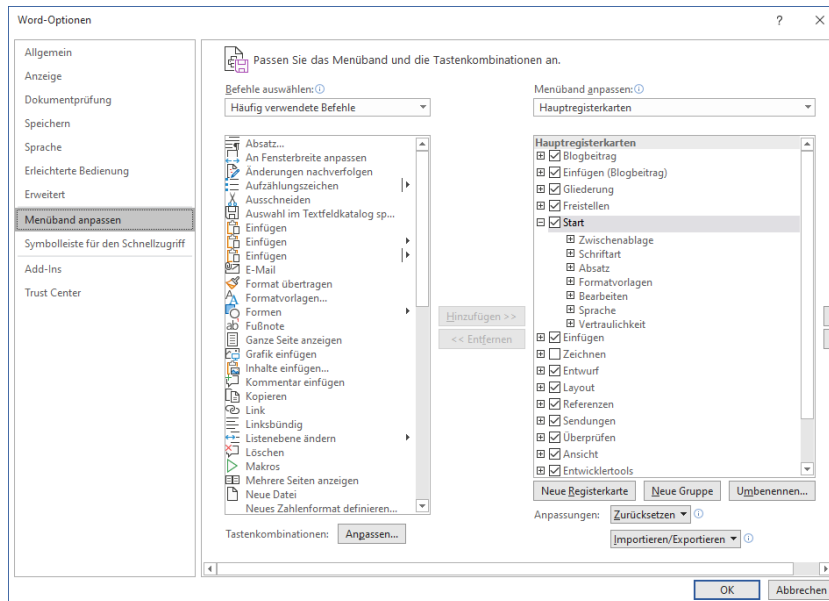 Word-Optionen
Allgemein
Anzeige
Dokumentprüfung
Speichern
Sprache
Erleichterte Bedienung
Erweitert
Menüband anpassen
Symbolleiste für den Schnellzugriff
Add-Ins
Trust Center
Passen Sie das Menüband und die Tastenkombinationen an.
Befehle auswählen:
Häufig verwendete Befehle
Absatz...
An Fensterbreite anpassen
Änderungen nachverfolgen
Aufzählungszeichen
Ausschneiden
Auswahl im Textfeldkatalog sp...
Einfügen
Einfügen
Einfügen
E-Mail
Format übertragen
Formatvorlagen...
Formen
Fußnote
Ganze Seite anzeigen
Grafik einfügen
Inhalte einfügen...
Kommentar einfügen
Kopieren
Link
Linksbündig
Listenebene ändern
Löschen
Makros
Mehrere Seiten anzeigen
Neue Datei
Neues Zahlenformat definieren...
Tastenkombinationen: Anpassen...
Hinzufügen >>
<< Entfernen
Menüband anpassen:
Hauptregisterkarten
Hauptregisterkarten
Blogbeitrag
Einfügen (Blogbeitrag)
Gliederung
Freistellen
Start
Zwischenablage
Schriftart
Absatz
Formatvorlagen
Bearbeiten
Sprache
Vertraulichkeit
Einfügen
Zeichnen
Entwurf
Layout
Referenzen
Sendungen
Überprüfen
Ansicht
Entwicklertools
Neue Registerkarte Neue Gruppe Umbenennen...
Anpassungen: Zurücksetzen
Importieren/Exportieren
OK Abbrechen